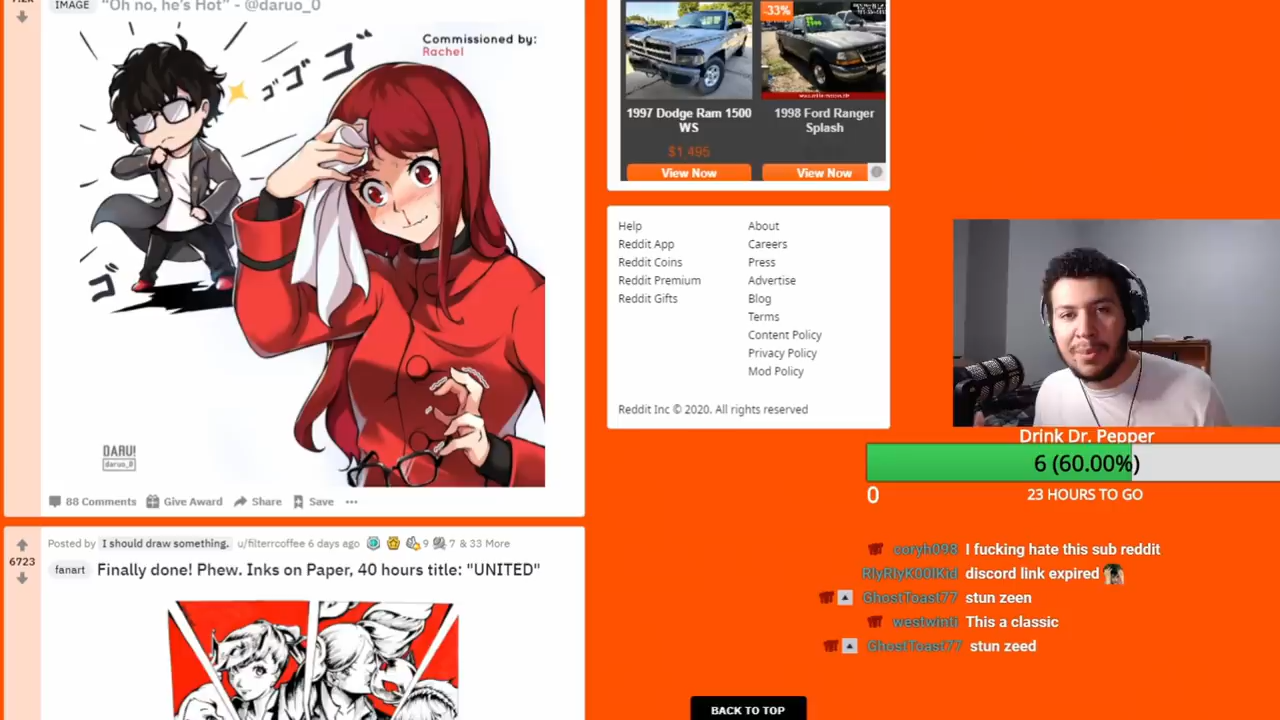 IMAGE "Oh no, he's Hot" - @daruo_0
Commissioned by:
Rachel
ゴゴゴ
ゴ
DARU!
daruo_0
88 Comments Give Award Share Save
Posted by I should draw something. u/filterrcoffee 6 days ago 9 7 & 33 More
6723
fanart Finally done! Phew. Inks on Paper, 40 hours title: "UNITED"
-33%
1997 Dodge Ram 1500 WS
$1 495
View Now
1998 Ford Ranger Splash
View Now
Help
Reddit App
Reddit Coins
Reddit Premium
Reddit Gifts
About
Careers
Press
Advertise
Blog
Terms
Content Policy
Privacy Policy
Mod Policy
Reddit Inc © 2020. All rights reserved
Drink Dr. Pepper
6 (60.00%)
0
23 HOURS TO GO
coryh098 I fucking hate this sub reddit
RlyRlyK00lKid discord link expired
GhostToast77 stun zeen
westwinti This a classic
GhostToast77 stun zeed
BACK TO TOP